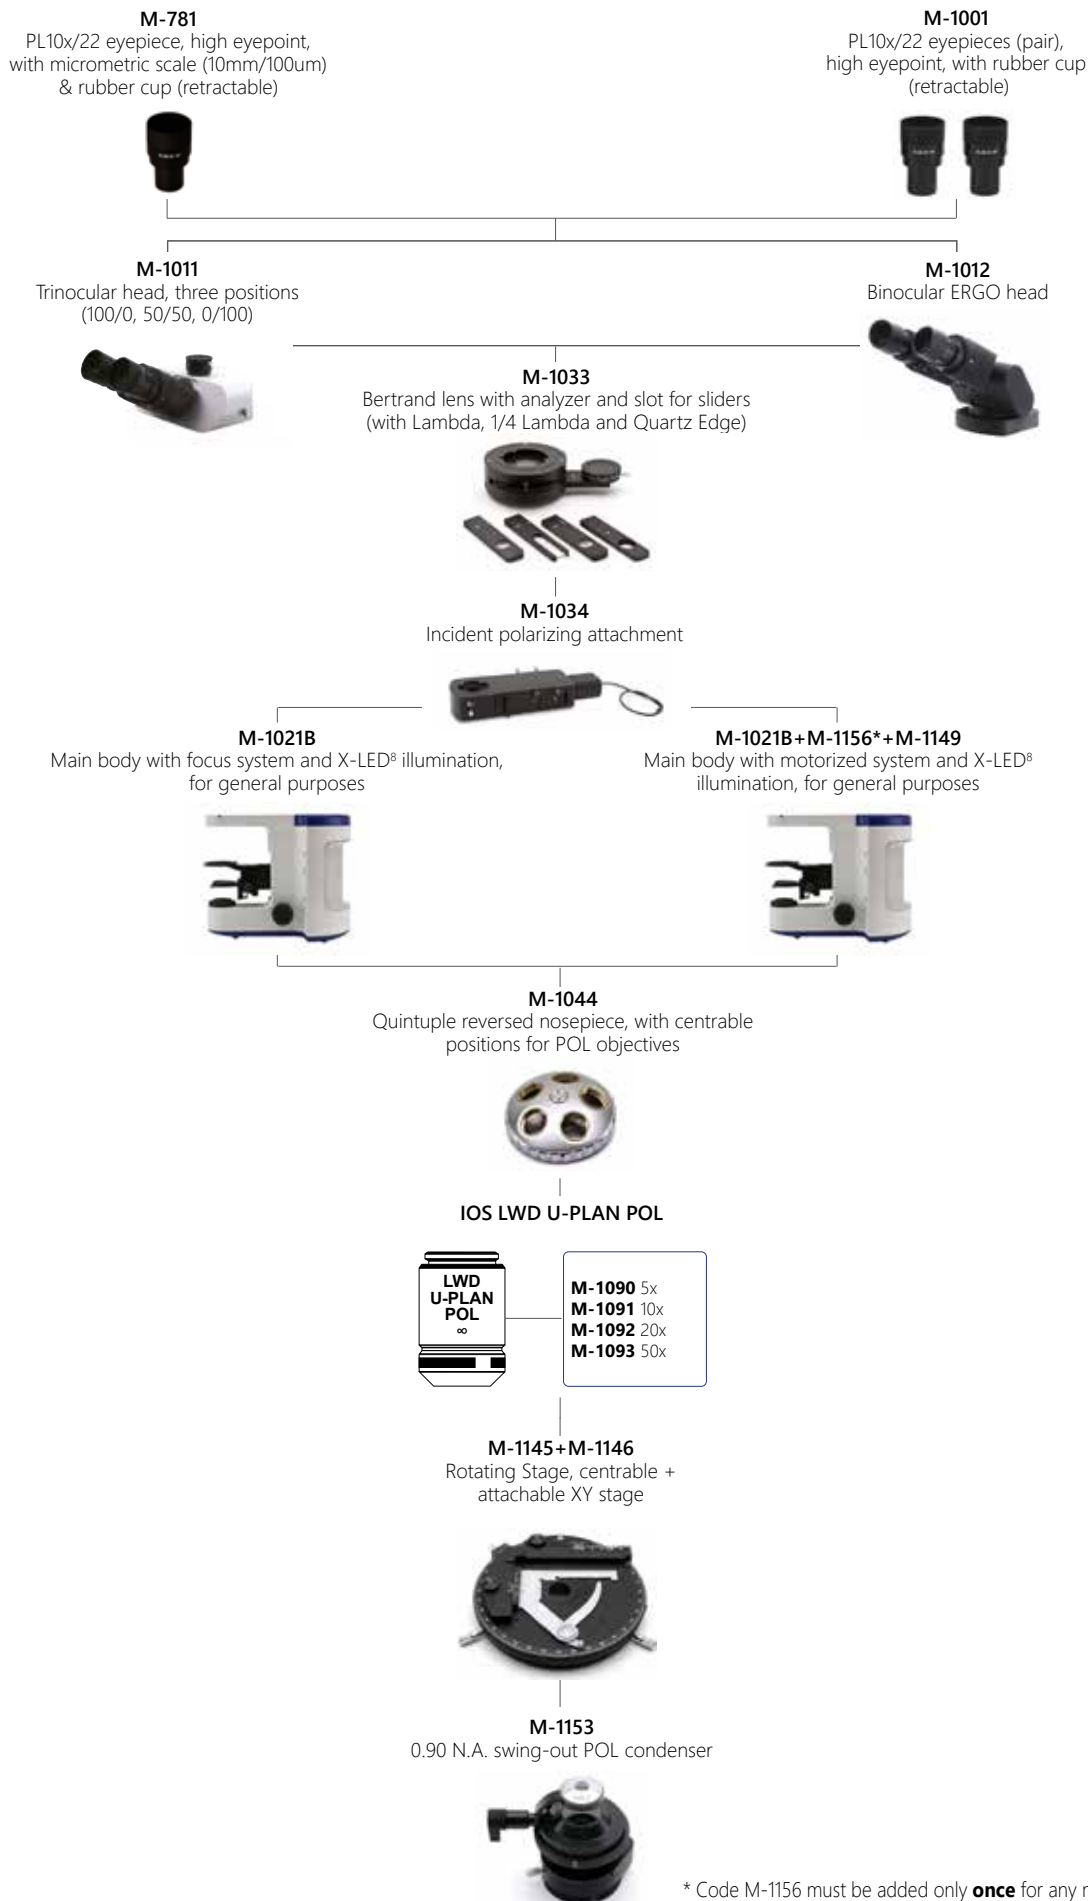 M-781
PL10x/22 eyepiece, high eyepoint,
with micrometric scale (10mm/100um)
& rubber cup (retractable)
M-1001
PL10x/22 eyepieces (pair),
high eyepoint, with rubber cup
(retractable)
M-1011
Trinocular head, three positions
(100/0, 50/50, 0/100)
M-1012
Binocular ERGO head
M-1033
Bertrand lens with analyzer and slot for sliders
(with Lambda, 1/4 Lambda and Quartz Edge)
M-1034
Incident polarizing attachment
M-1021B
Main body with focus system and X-LED⁸ illumination,
for general purposes
M-1021B+M-1156*+M-1149
Main body with motorized system and X-LED⁸
illumination, for general purposes
M-1044
Quintuple reversed nosepiece, with centrable
positions for POL objectives
IOS LWD U-PLAN POL
LWD
U-PLAN
POL
∞
M-1090 5x
M-1091 10x
M-1092 20x
M-1093 50x
M-1145+M-1146
Rotating Stage, centrable +
attachable XY stage
M-1153
0.90 N.A. swing-out POL condenser
* Code M-1156 must be added only once for any